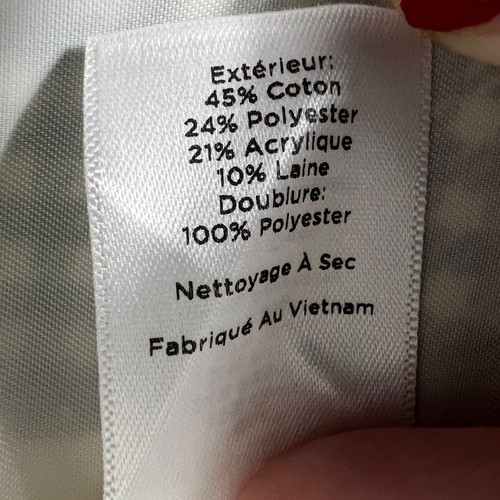 Extérieur:
45% Coton
24% Polyester
21% Acrylique
10% Laine
Doublure:
100% Polyester
Nettoyage À Sec
Fabriqué Au Vietnam